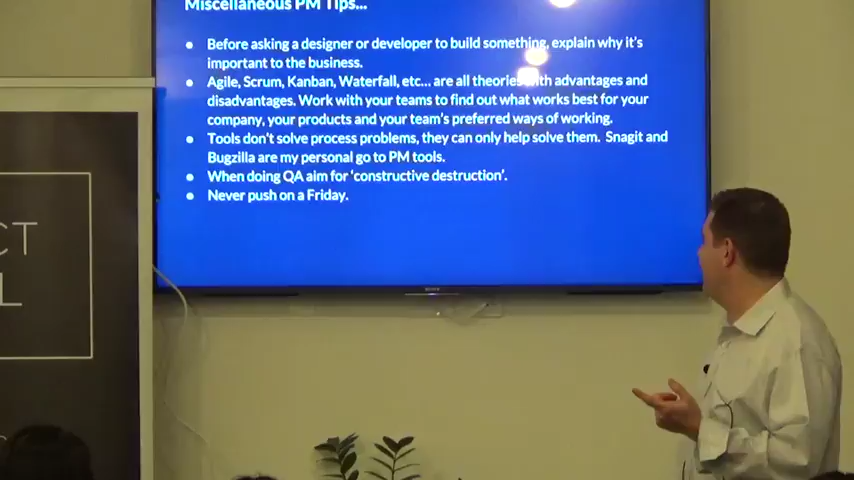 Miscellaneous PM Tips...
● Before asking a designer or developer to build something, explain why it's
important to the business.
● Agile, Scrum, Kanban, Waterfall, etc... are all theories with advantages and
disadvantages. Work with your teams to find out what works best for your
company, your products and your team's preferred ways of working.
● Tools don't solve process problems, they can only help solve them. Snagit and
Bugzilla are my personal go to PM tools.
● When doing QA aim for 'constructive destruction'.
● Never push on a Friday.
CT
L
SONY